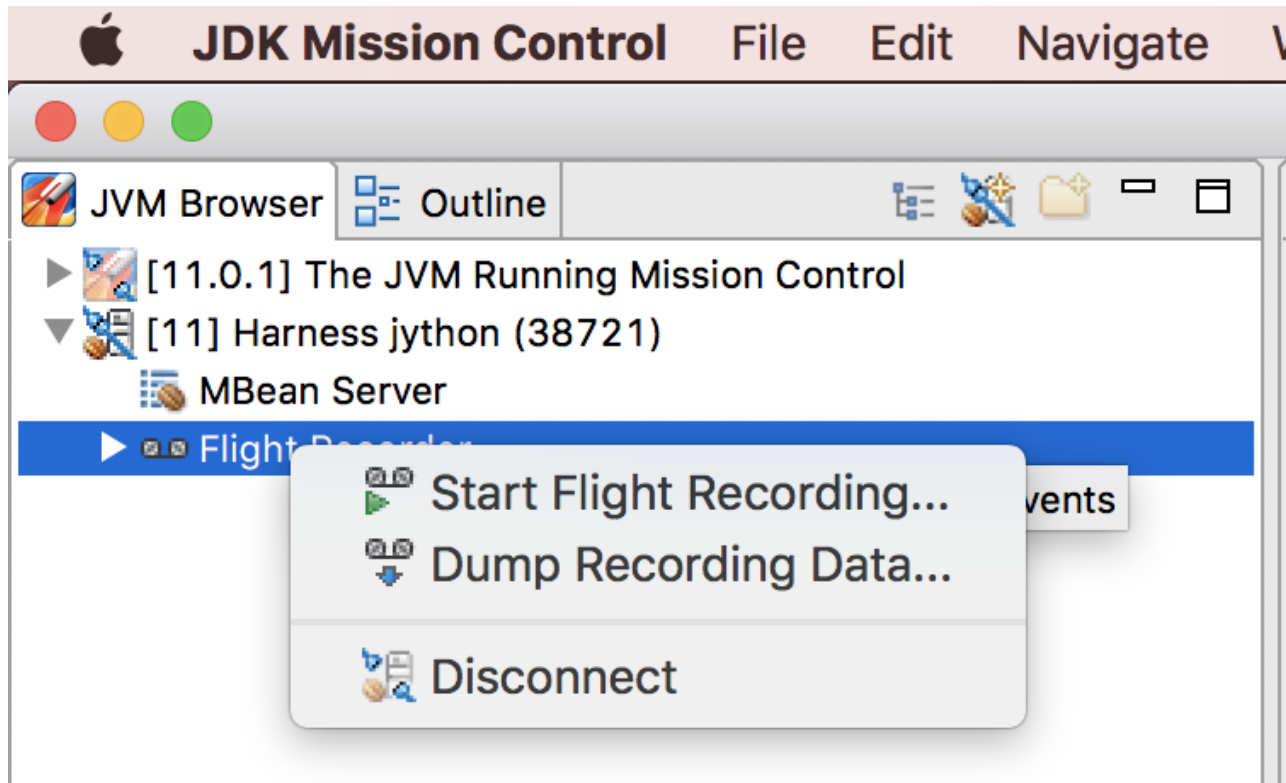 JDK Mission Control File Edit Navigate
JVM Browser Outline
[11.0.1] The JVM Running Mission Control
[11] Harness jython (38721)
MBean Server
Flight Recorder
Start Flight Recording...
vents
Dump Recording Data...
Disconnect